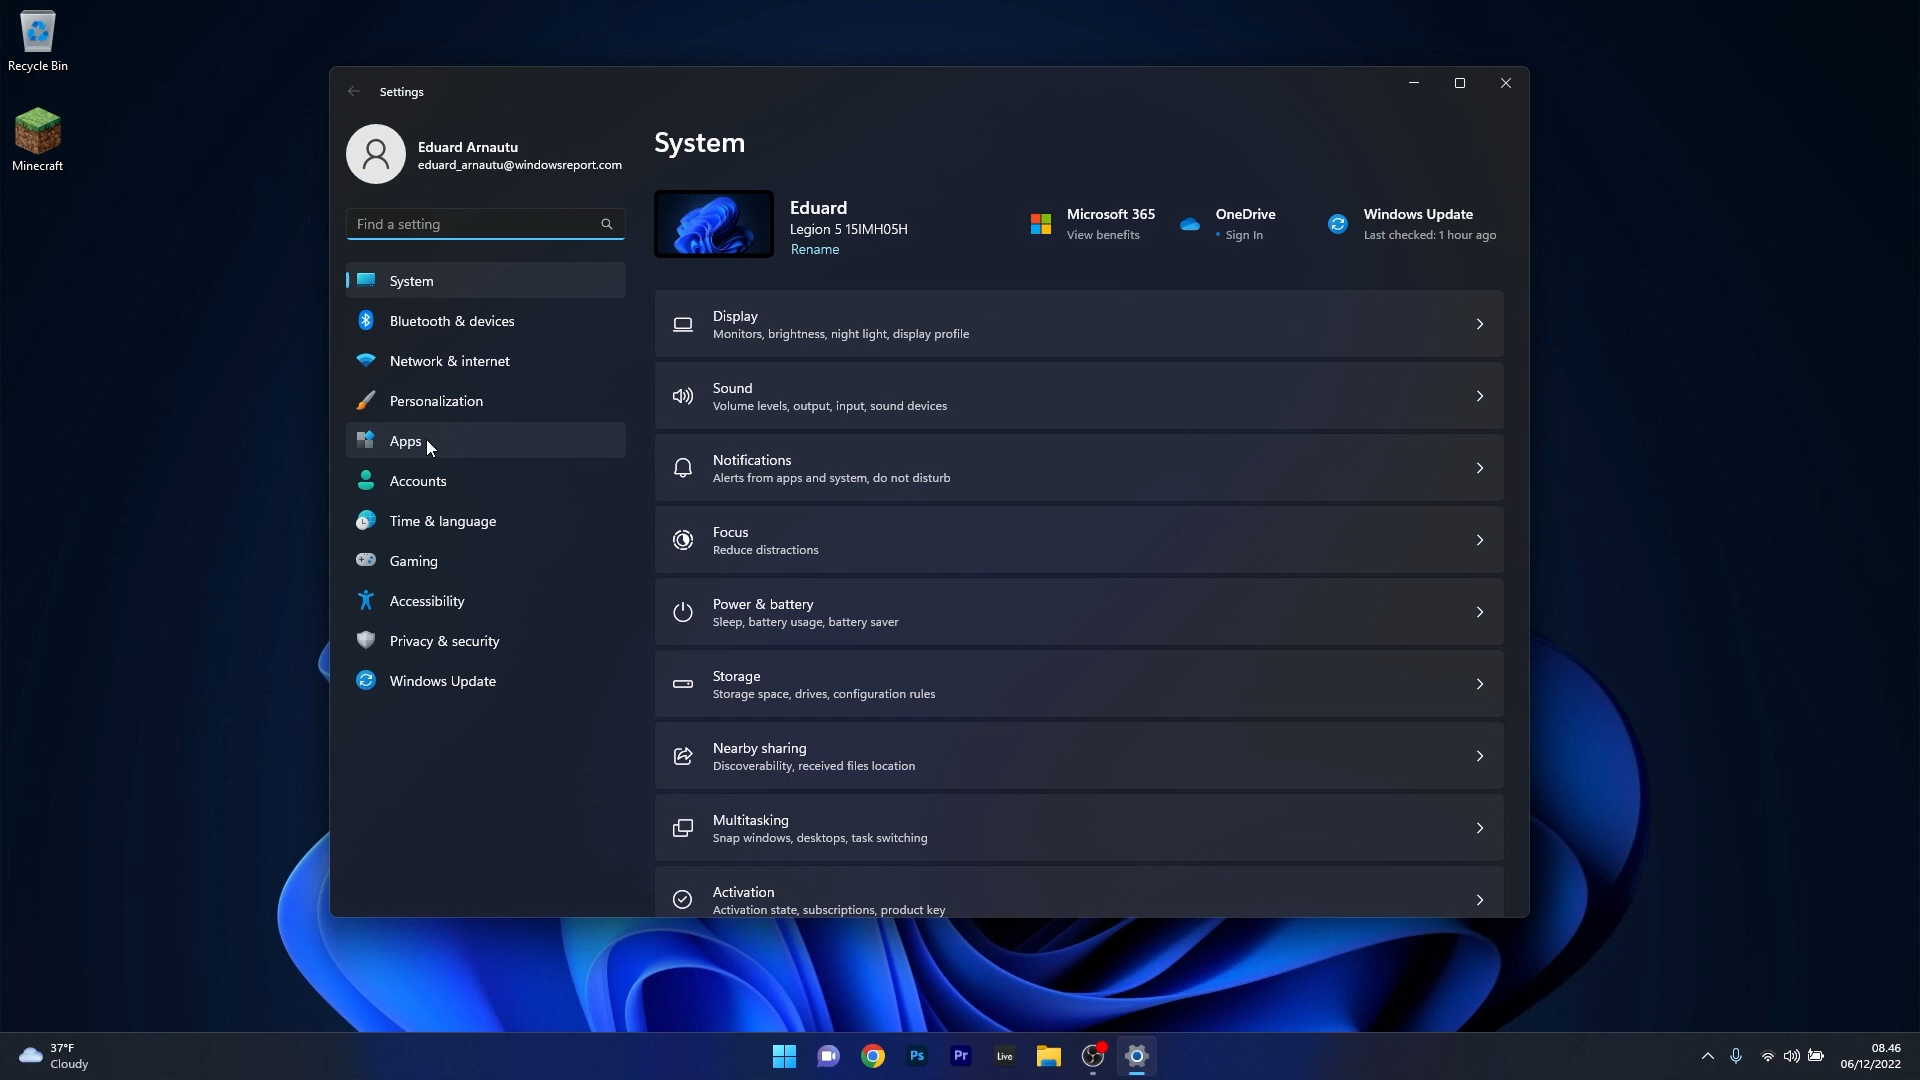 Recycle Bin
Minecraft
Settings
Eduard Arnautu
eduard_arnautu@windowsreport.com
Find a setting
System
Bluetooth & devices
Network & internet
Personalization
Apps
Accounts
Time & language
Gaming
Accessibility
Privacy & security
Windows Update
System
Eduard
Legion 5 15IMH05H
Rename
Microsoft 365
View benefits
OneDrive
• Sign In
Windows Update
Last checked: 1 hour ago
Display
Monitors, brightness, night light, display profile
Sound
Volume levels, output, input, sound devices
Notifications
Alerts from apps and system, do not disturb
Focus
Reduce distractions
Power & battery
Sleep, battery usage, battery saver
Storage
Storage space, drives, configuration rules
Nearby sharing
Discoverability, received files location
Multitasking
Snap windows, desktops, task switching
Activation
Activation state, subscriptions, product key
37°F
Cloudy
Ps
Pr
Live
08.46
06/12/2022